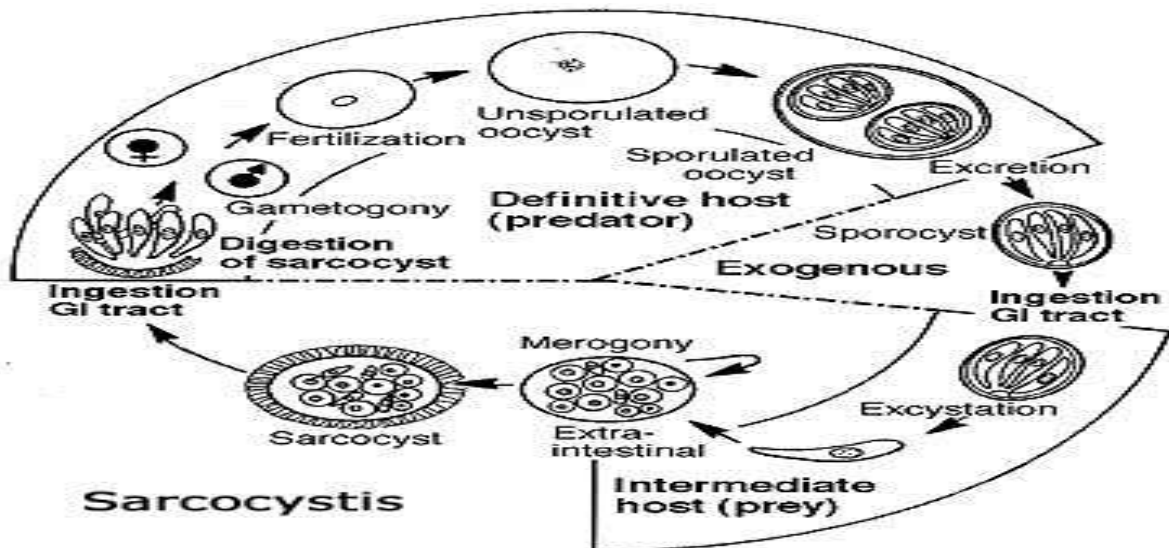 Unsporulated
oocyst
Fertilization
Sporulated
oocyst
Excretion
Gametogony
Definitive host
(predator)
Sporocyst
Digestion
of sarcocyst
Exogenous
Ingestion
GI tract
Ingestion
GI tract
Merogony
Excystation
Sarcocyst
Extra-
intestinal
Intermediate
host (prey)
Sarcocystis